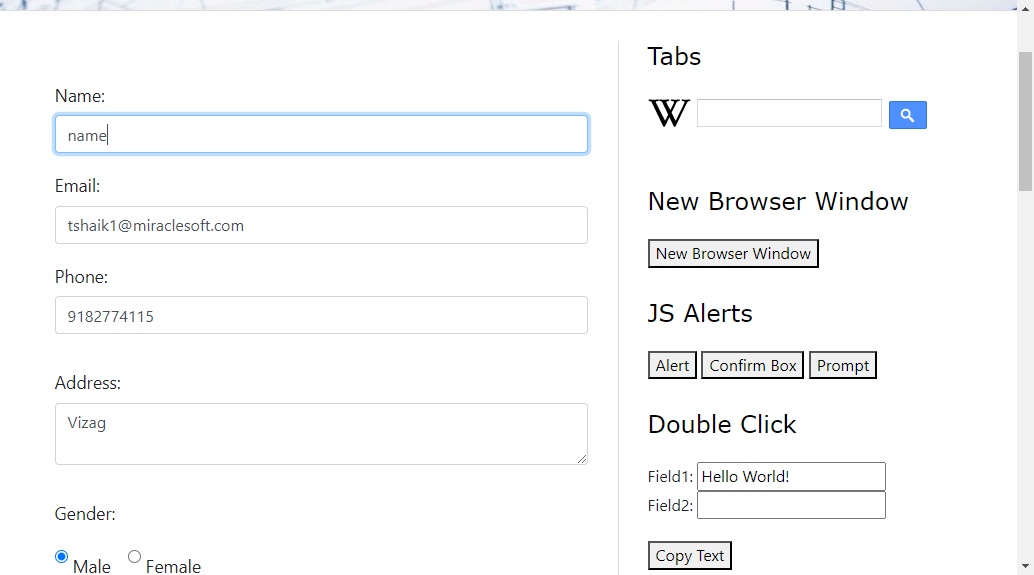 Name:
name
Email:
tshaik1@miraclesoft.com
Phone:
9182774115
Address:
Vizag
Gender:
Male Female
Tabs
W
New Browser Window
New Browser Window
JS Alerts
Alert Confirm Box Prompt
Double Click
Field1: Hello World!
Field2:
Copy Text